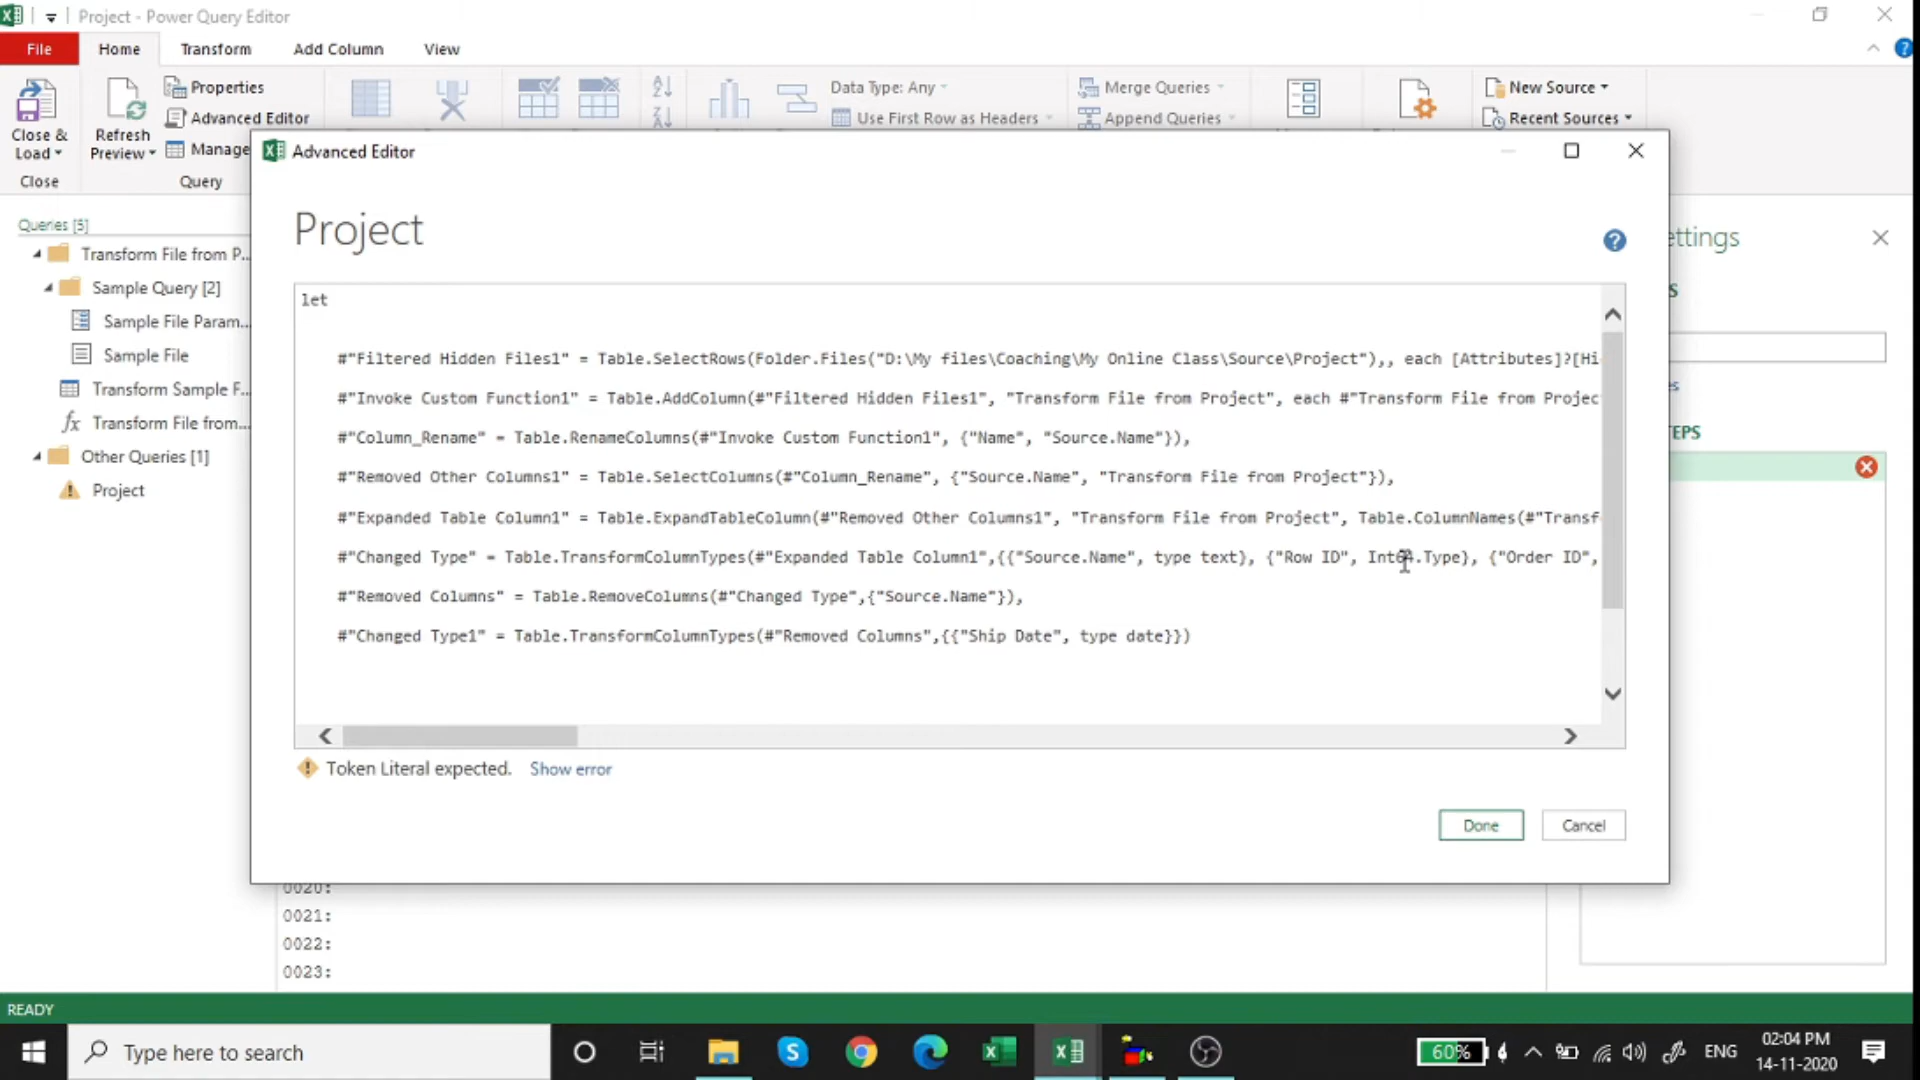 Project - Power Query Editor
File Home Transform Add Column View
Properties
Advanced Editor
Manage
Close & Load
Refresh Preview
Data Type: Any
Use First Row as Headers
Merge Queries
Append Queries
New Source
Recent Sources
Close
Query
Queries [5]
Transform File from P...
Sample Query [2]
Sample File Param...
Sample File
Transform Sample F...
fx Transform File from...
Other Queries [1]
Project
Advanced Editor
Project
let
#"Filtered Hidden Files1" = Table.SelectRows(Folder.Files("D:\My files\Coaching\My Online Class\Source\Project"),, each [Attributes]?[Hi
#"Invoke Custom Function1" = Table.AddColumn(#"Filtered Hidden Files1", "Transform File from Project", each #"Transform File from Projec
#"Column_Rename" = Table.RenameColumns(#"Invoke Custom Function1", {"Name", "Source.Name"}),
#"Removed Other Columns1" = Table.SelectColumns(#"Column_Rename", {"Source.Name", "Transform File from Project"}),
#"Expanded Table Column1" = Table.ExpandTableColumn(#"Removed Other Columns1", "Transform File from Project", Table.ColumnNames(#"Transf
#"Changed Type" = Table.TransformColumnTypes(#"Expanded Table Column1",{{"Source.Name", type text}, {"Row ID", Int64.Type}, {"Order ID",
#"Removed Columns" = Table.RemoveColumns(#"Changed Type",{"Source.Name"}),
#"Changed Type1" = Table.TransformColumnTypes(#"Removed Columns",{{"Ship Date", type date}})
Token Literal expected. Show error
Done Cancel
ettings
S
es
EPS
0020:
0021:
0022:
0023:
READY
Type here to search
60%
ENG
02:04 PM
14-11-2020